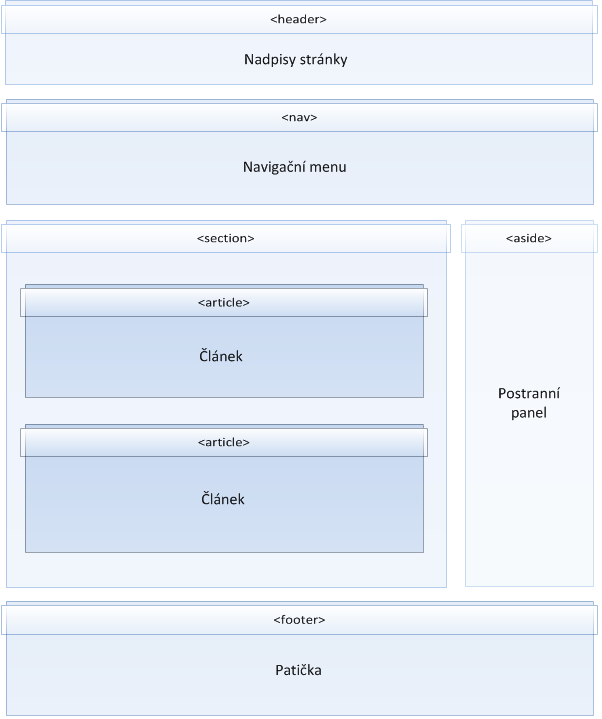 <header>
Nadpisy stránky
<nav>
Navigační menu
<section>
<article>
Článek
<article>
Článek
<aside>
Postranní
panel
<footer>
Patička